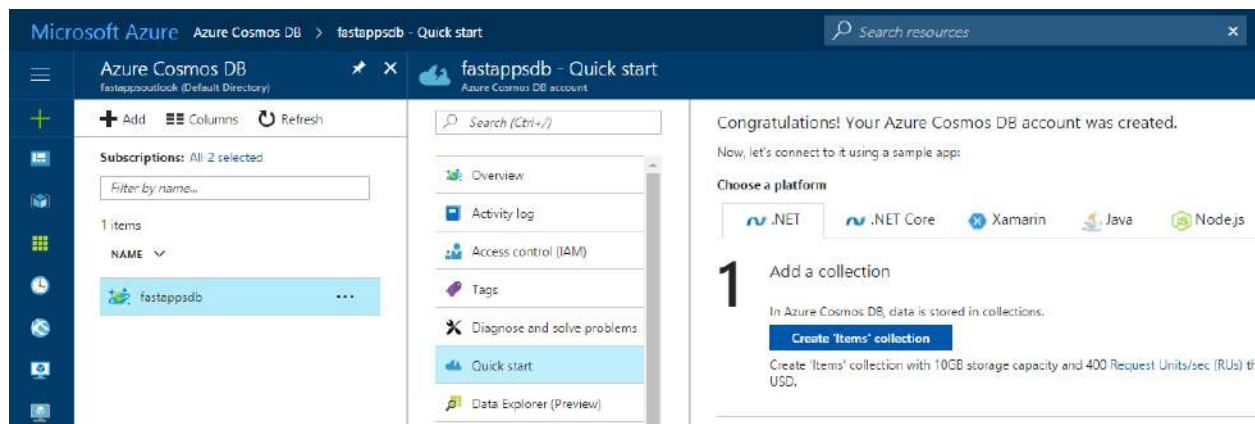 Microsoft Azure Azure Cosmos DB > fastappsdb - Quick start
Search resources
Azure Cosmos DB
fastappsoutlook (Default Directory)
Add Columns Refresh
Subscriptions: All 2 selected
Filter by name...
1 items
NAME
fastappsdb
fastappsdb - Quick start
Azure Cosmos DB account
Search (Ctrl+/)
Overview
Activity log
Access control (IAM)
Tags
Diagnose and solve problems
Quick start
Data Explorer (Preview)
Congratulations! Your Azure Cosmos DB account was created.
Now, let's connect to it using a sample app:
Choose a platform
.NET .NET Core Xamarin Java Node.js
1 Add a collection
In Azure Cosmos DB, data is stored in collections.
Create 'Items' collection
Create 'Items' collection with 10GB storage capacity and 400 Request Units/sec (RUs) th
USD.